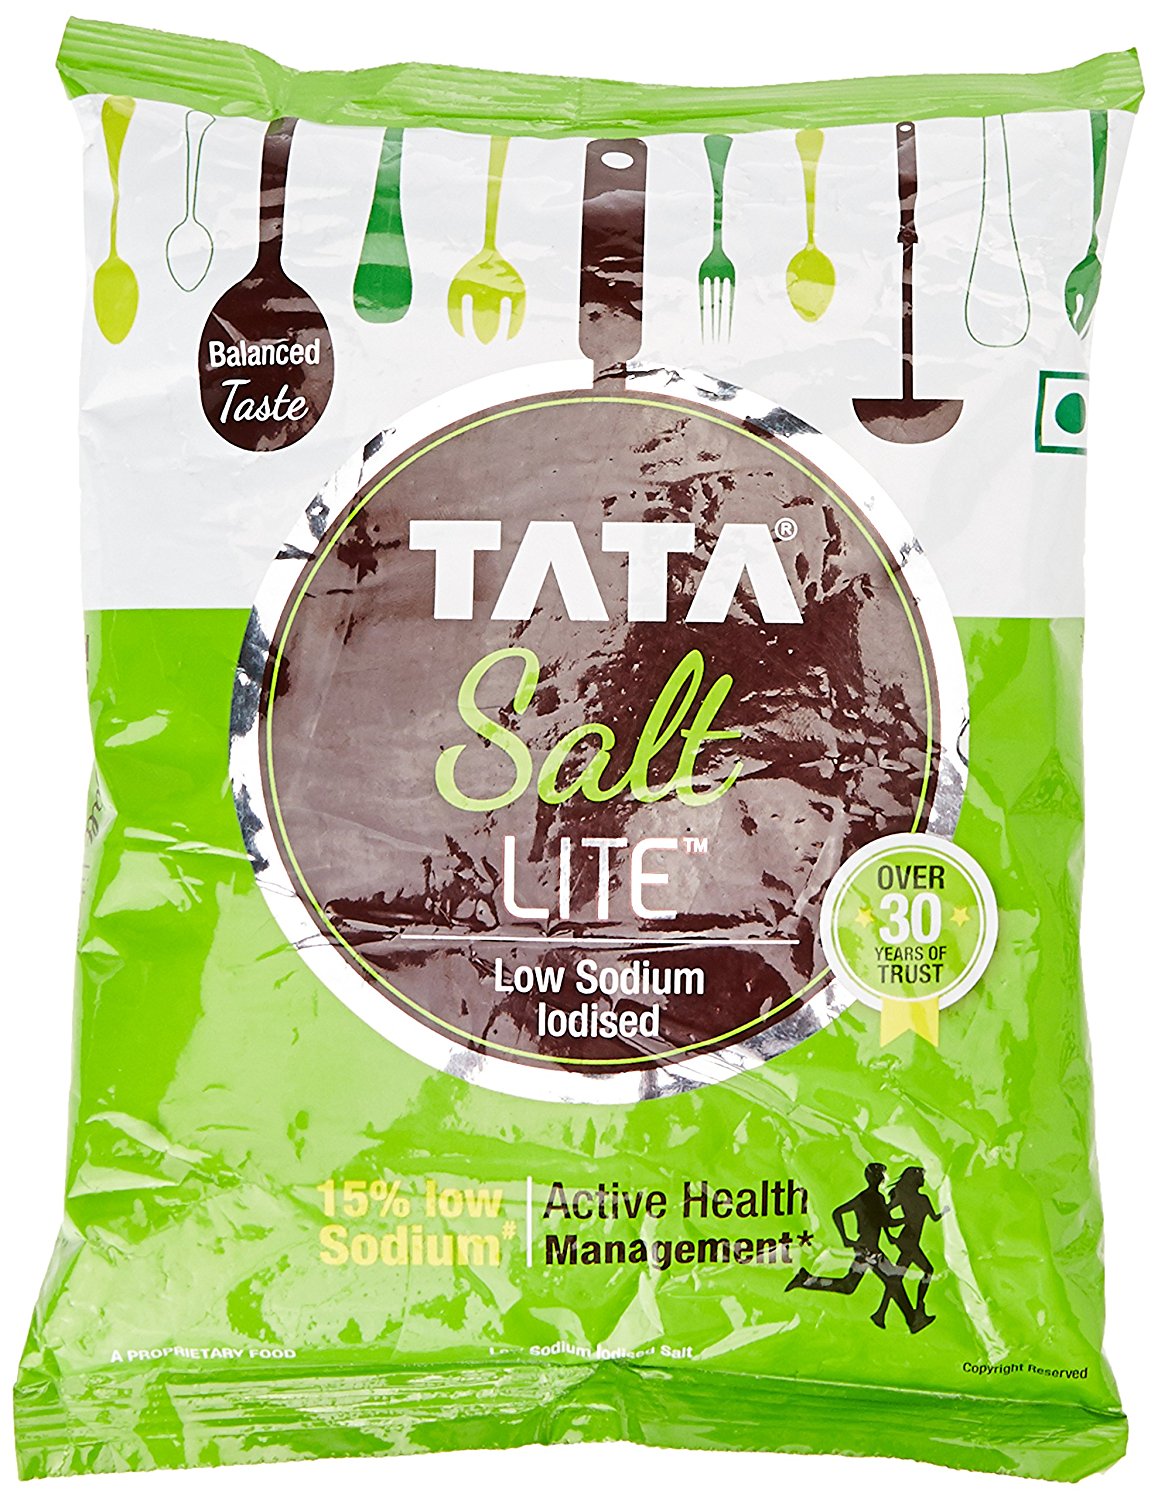 Balanced
Taste
TATA®
Salt
LITE™
Low Sodium
Iodised
OVER
30
YEARS OF
TRUST
15% low
Sodium#
Active Health
Management*
A PROPRIETARY FOOD
Low Sodium Iodised Salt
Copyright Reserved